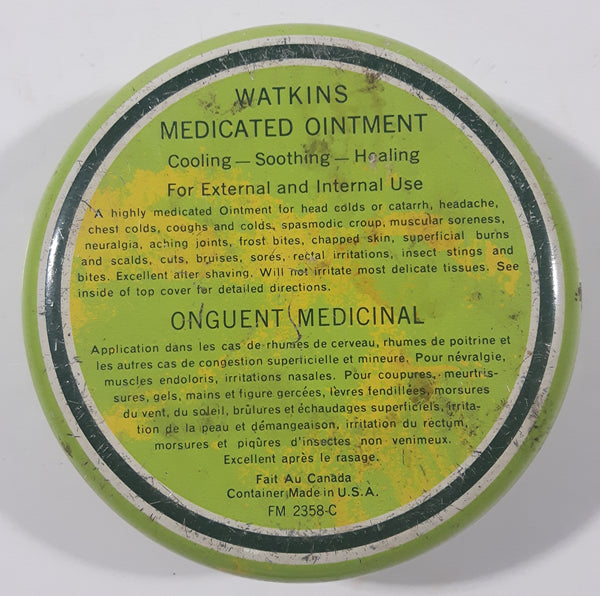 WATKINS
MEDICATED OINTMENT
Cooling — Soothing — Healing
For External and Internal Use
A highly medicated Ointment for head colds or catarrh, headache,
chest colds, coughs and colds, spasmodic croup, muscular soreness,
neuralgia, aching joints, frost bites, chapped skin, superficial burns
and scalds, cuts, bruises, sores, rectal irritations, insect stings and
bites. Excellent after shaving. Will not irritate most delicate tissues. See
inside of top cover for detailed directions.
ONGUENT MEDICINAL
Application dans les cas de rhumes de cerveau, rhumes de poitrine et
les autres cas de congestion superficielle et mineure. Pour névralgie,
muscles endoloris, irritations nasales. Pour coupures, meurtris-
sures, gels, mains et figure gercées, lèvres fendillées, morsures
du vent, du soleil, brûlures et échaudages superficiels, irrita-
tion de la peau et démangeaison, irritation du rectum,
morsures et piqûres d'insectes non venimeux.
Excellent après le rasage.
Fait Au Canada
Container Made in U.S.A.
FM 2358-C